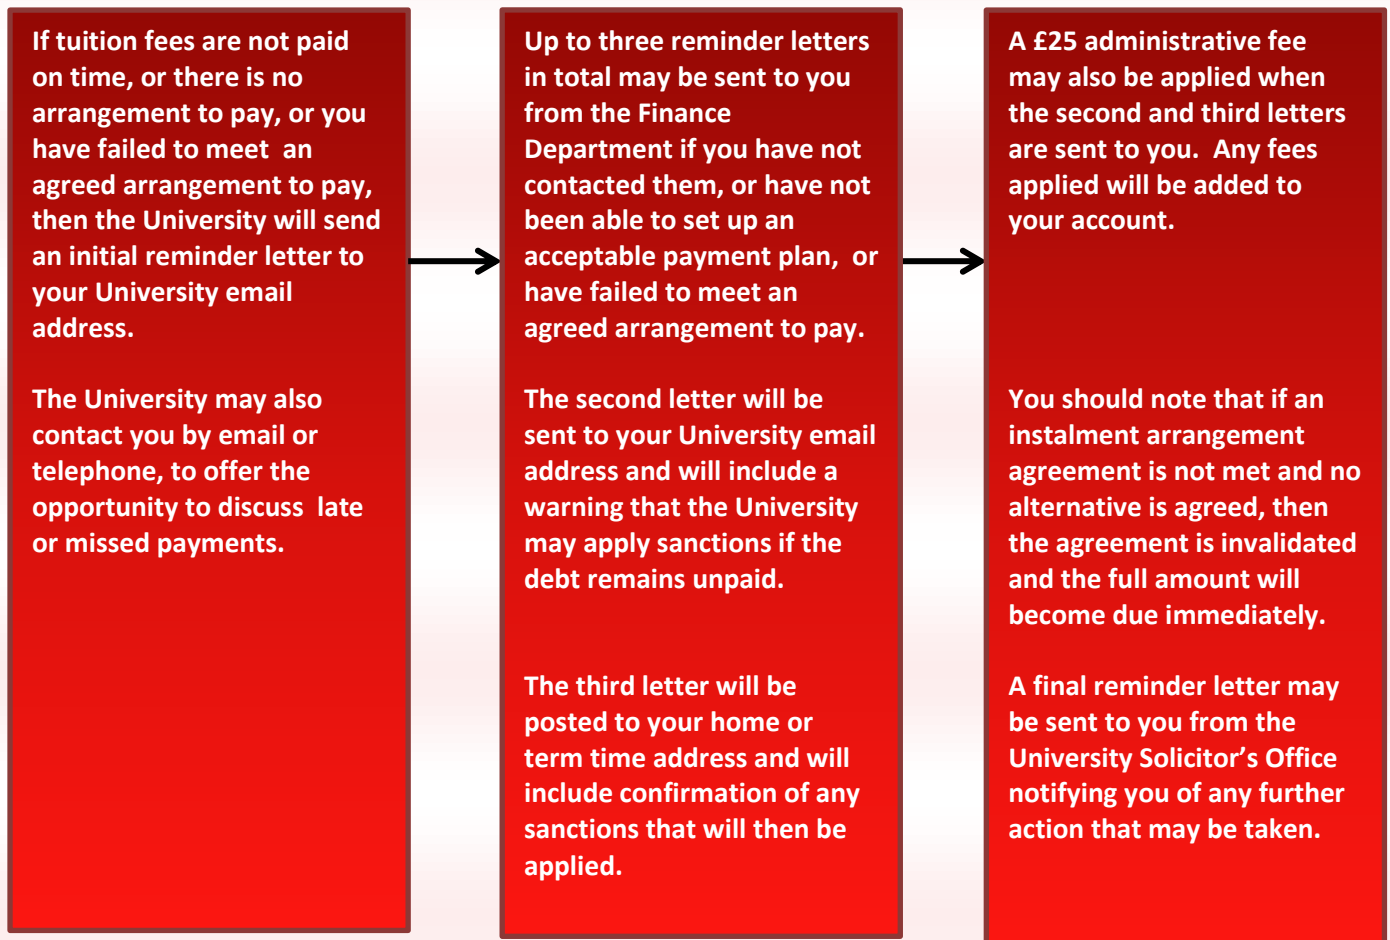 If tuition fees are not paid
on time, or there is no
arrangement to pay, or you
have failed to meet  an
agreed arrangement to pay,
then the University will send
an initial reminder letter to
your University email
address.
The University may also
contact you by email or
telephone, to offer the
opportunity to discuss  late
or missed payments.
Up to three reminder letters
in total may be sent to you
from the Finance
Department if you have not
contacted them, or have not
been able to set up an
acceptable payment plan,  or
have failed to meet an
agreed arrangement to pay.
The second letter will be
sent to your University email
address and will include a
warning that the University
may apply sanctions if the
debt remains unpaid.
The third letter will be
posted to your home or
term time address and will
include confirmation of any
sanctions that will then be
applied.
A £25 administrative fee
may also be applied when
the second and third letters
are sent to you.  Any fees
applied will be added to
your account.
You should note that if an
instalment arrangement
agreement is not met and no
alternative is agreed, then
the agreement is invalidated
and the full amount will
become due immediately.
A final reminder letter may
be sent to you from the
University Solicitor’s Office
notifying you of any further
action that may be taken.